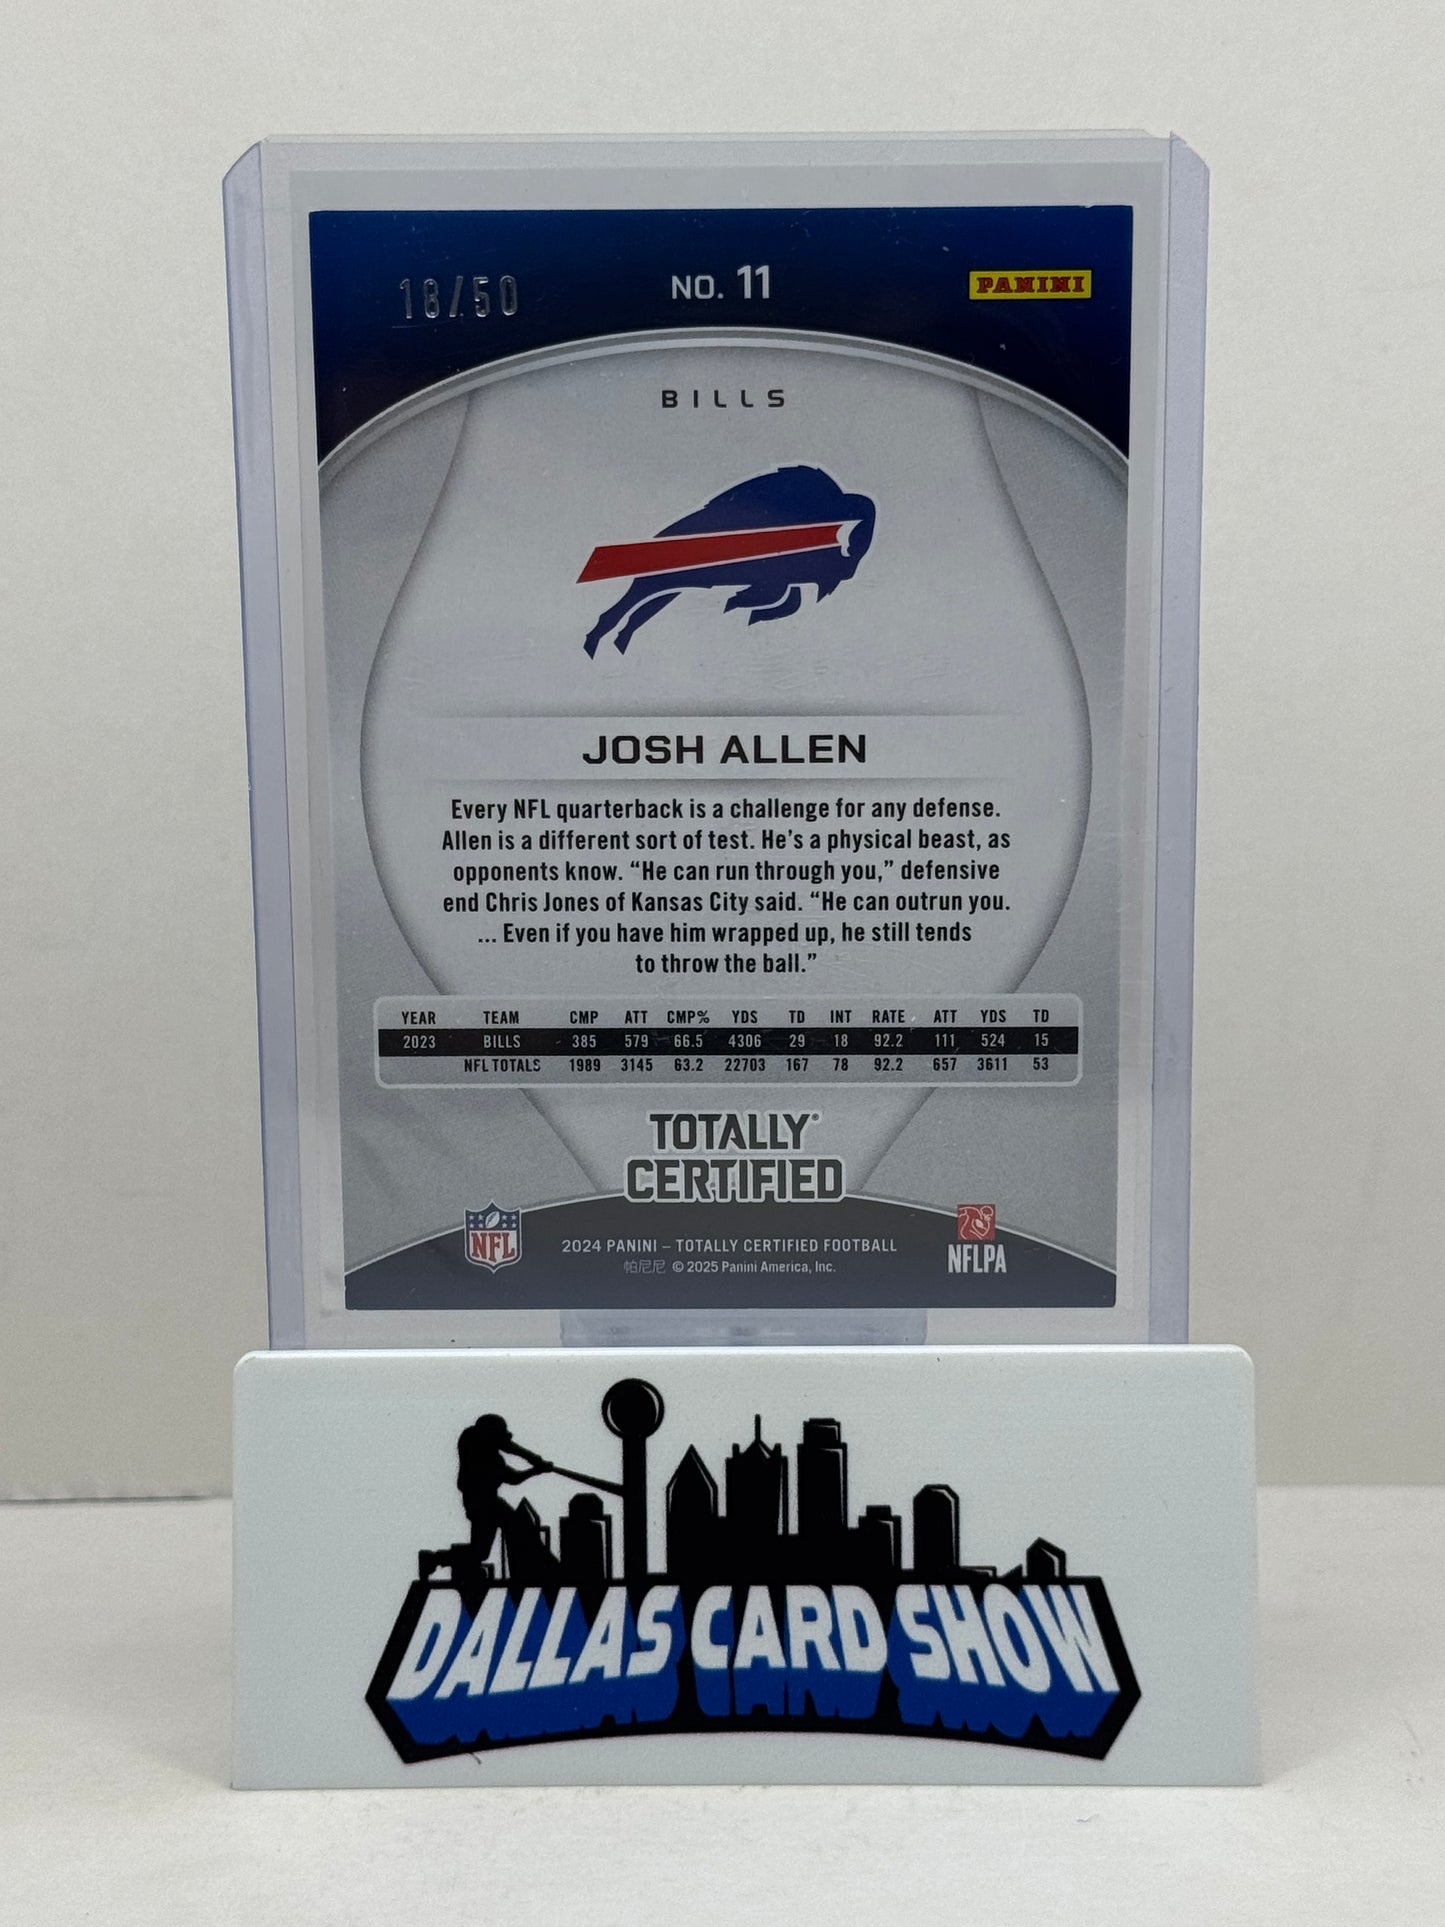 18/50 NO. 11 PANINI
BILLS
JOSH ALLEN
Every NFL quarterback is a challenge for any defense.
Allen is a different sort of test. He's a physical beast, as
opponents know. “He can run through you,” defensive
end Chris Jones of Kansas City said. “He can outrun you.
... Even if you have him wrapped up, he still tends
to throw the ball.”
YEAR TEAM CMP ATT CMP% YDS TD INT RATE ATT YDS TD
2023 BILLS 385 579 66.5 4306 29 18 92.2 111 524 15
NFL TOTALS 1989 3145 63.2 22703 167 78 92.2 657 3611 53
TOTALLY®
CERTIFIED
NFL
2024 PANINI – TOTALLY CERTIFIED FOOTBALL
帕尼尼 © 2025 Panini America, Inc.
NFLPA
DALLAS CARD SHOW